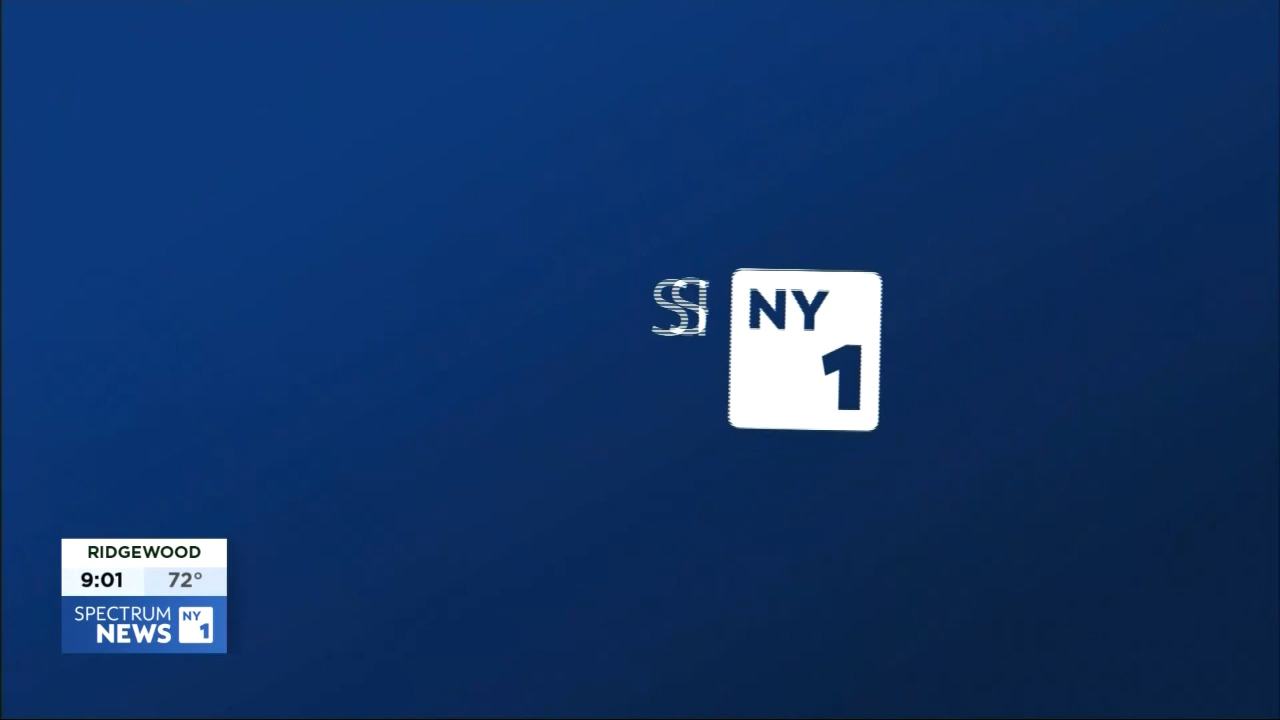 NY
1
RIDGEWOOD
9:01 72°
SPECTRUM
NEWS NY
1